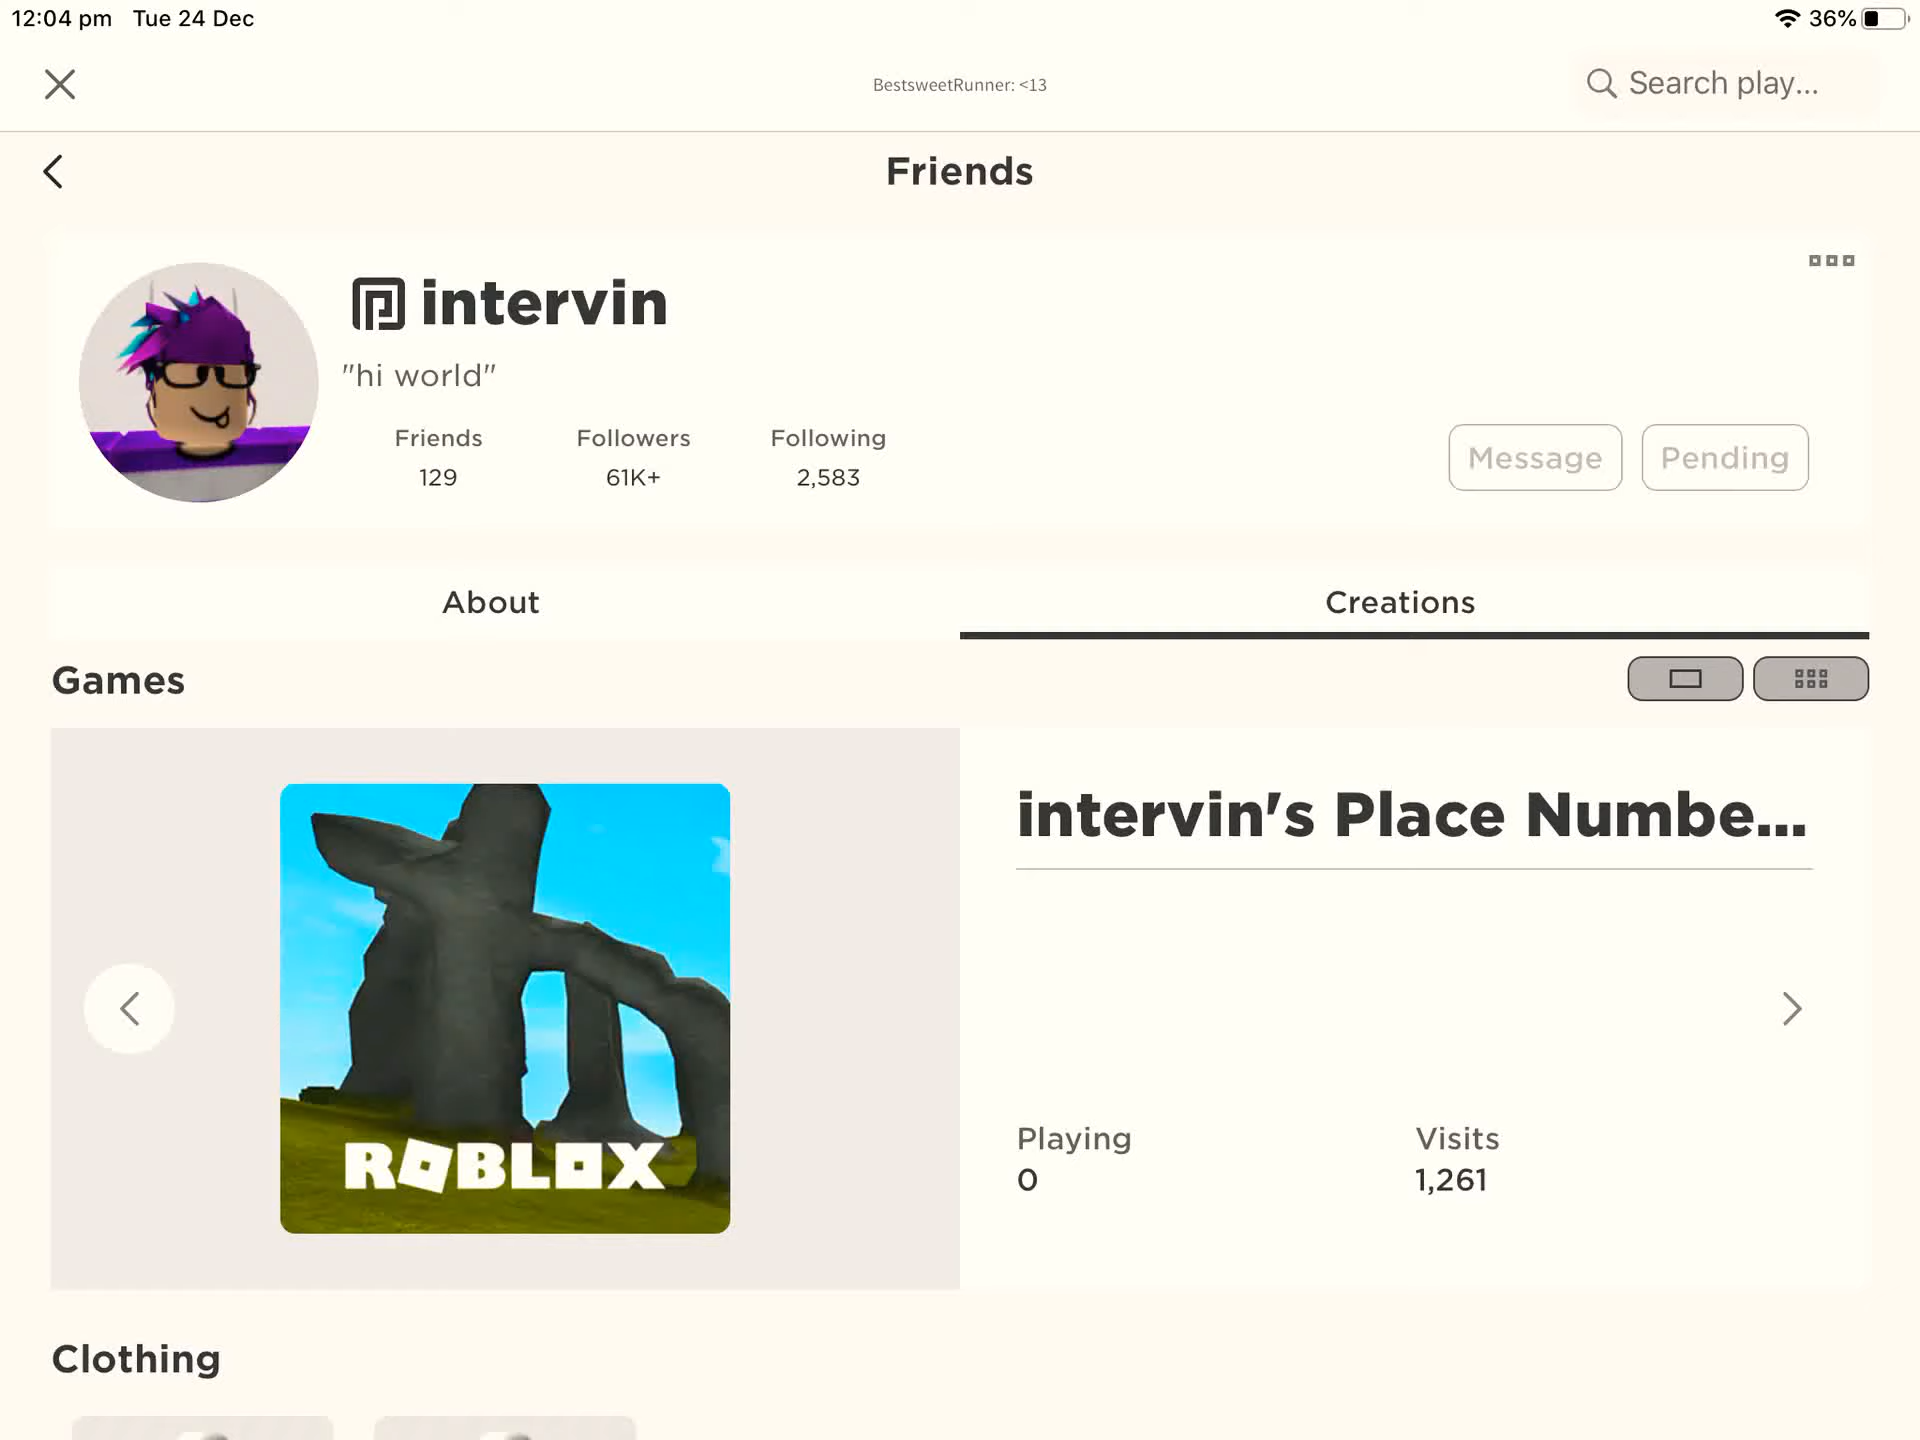 12:04 pm Tue 24 Dec
36%
BestsweetRunner: <13
Search play...
Friends
intervin
"hi world"
Friends Followers Following
129 61K+ 2,583
Message Pending
About Creations
Games
intervin's Place Numbe...
ROBLOX
Playing Visits
0 1,261
Clothing